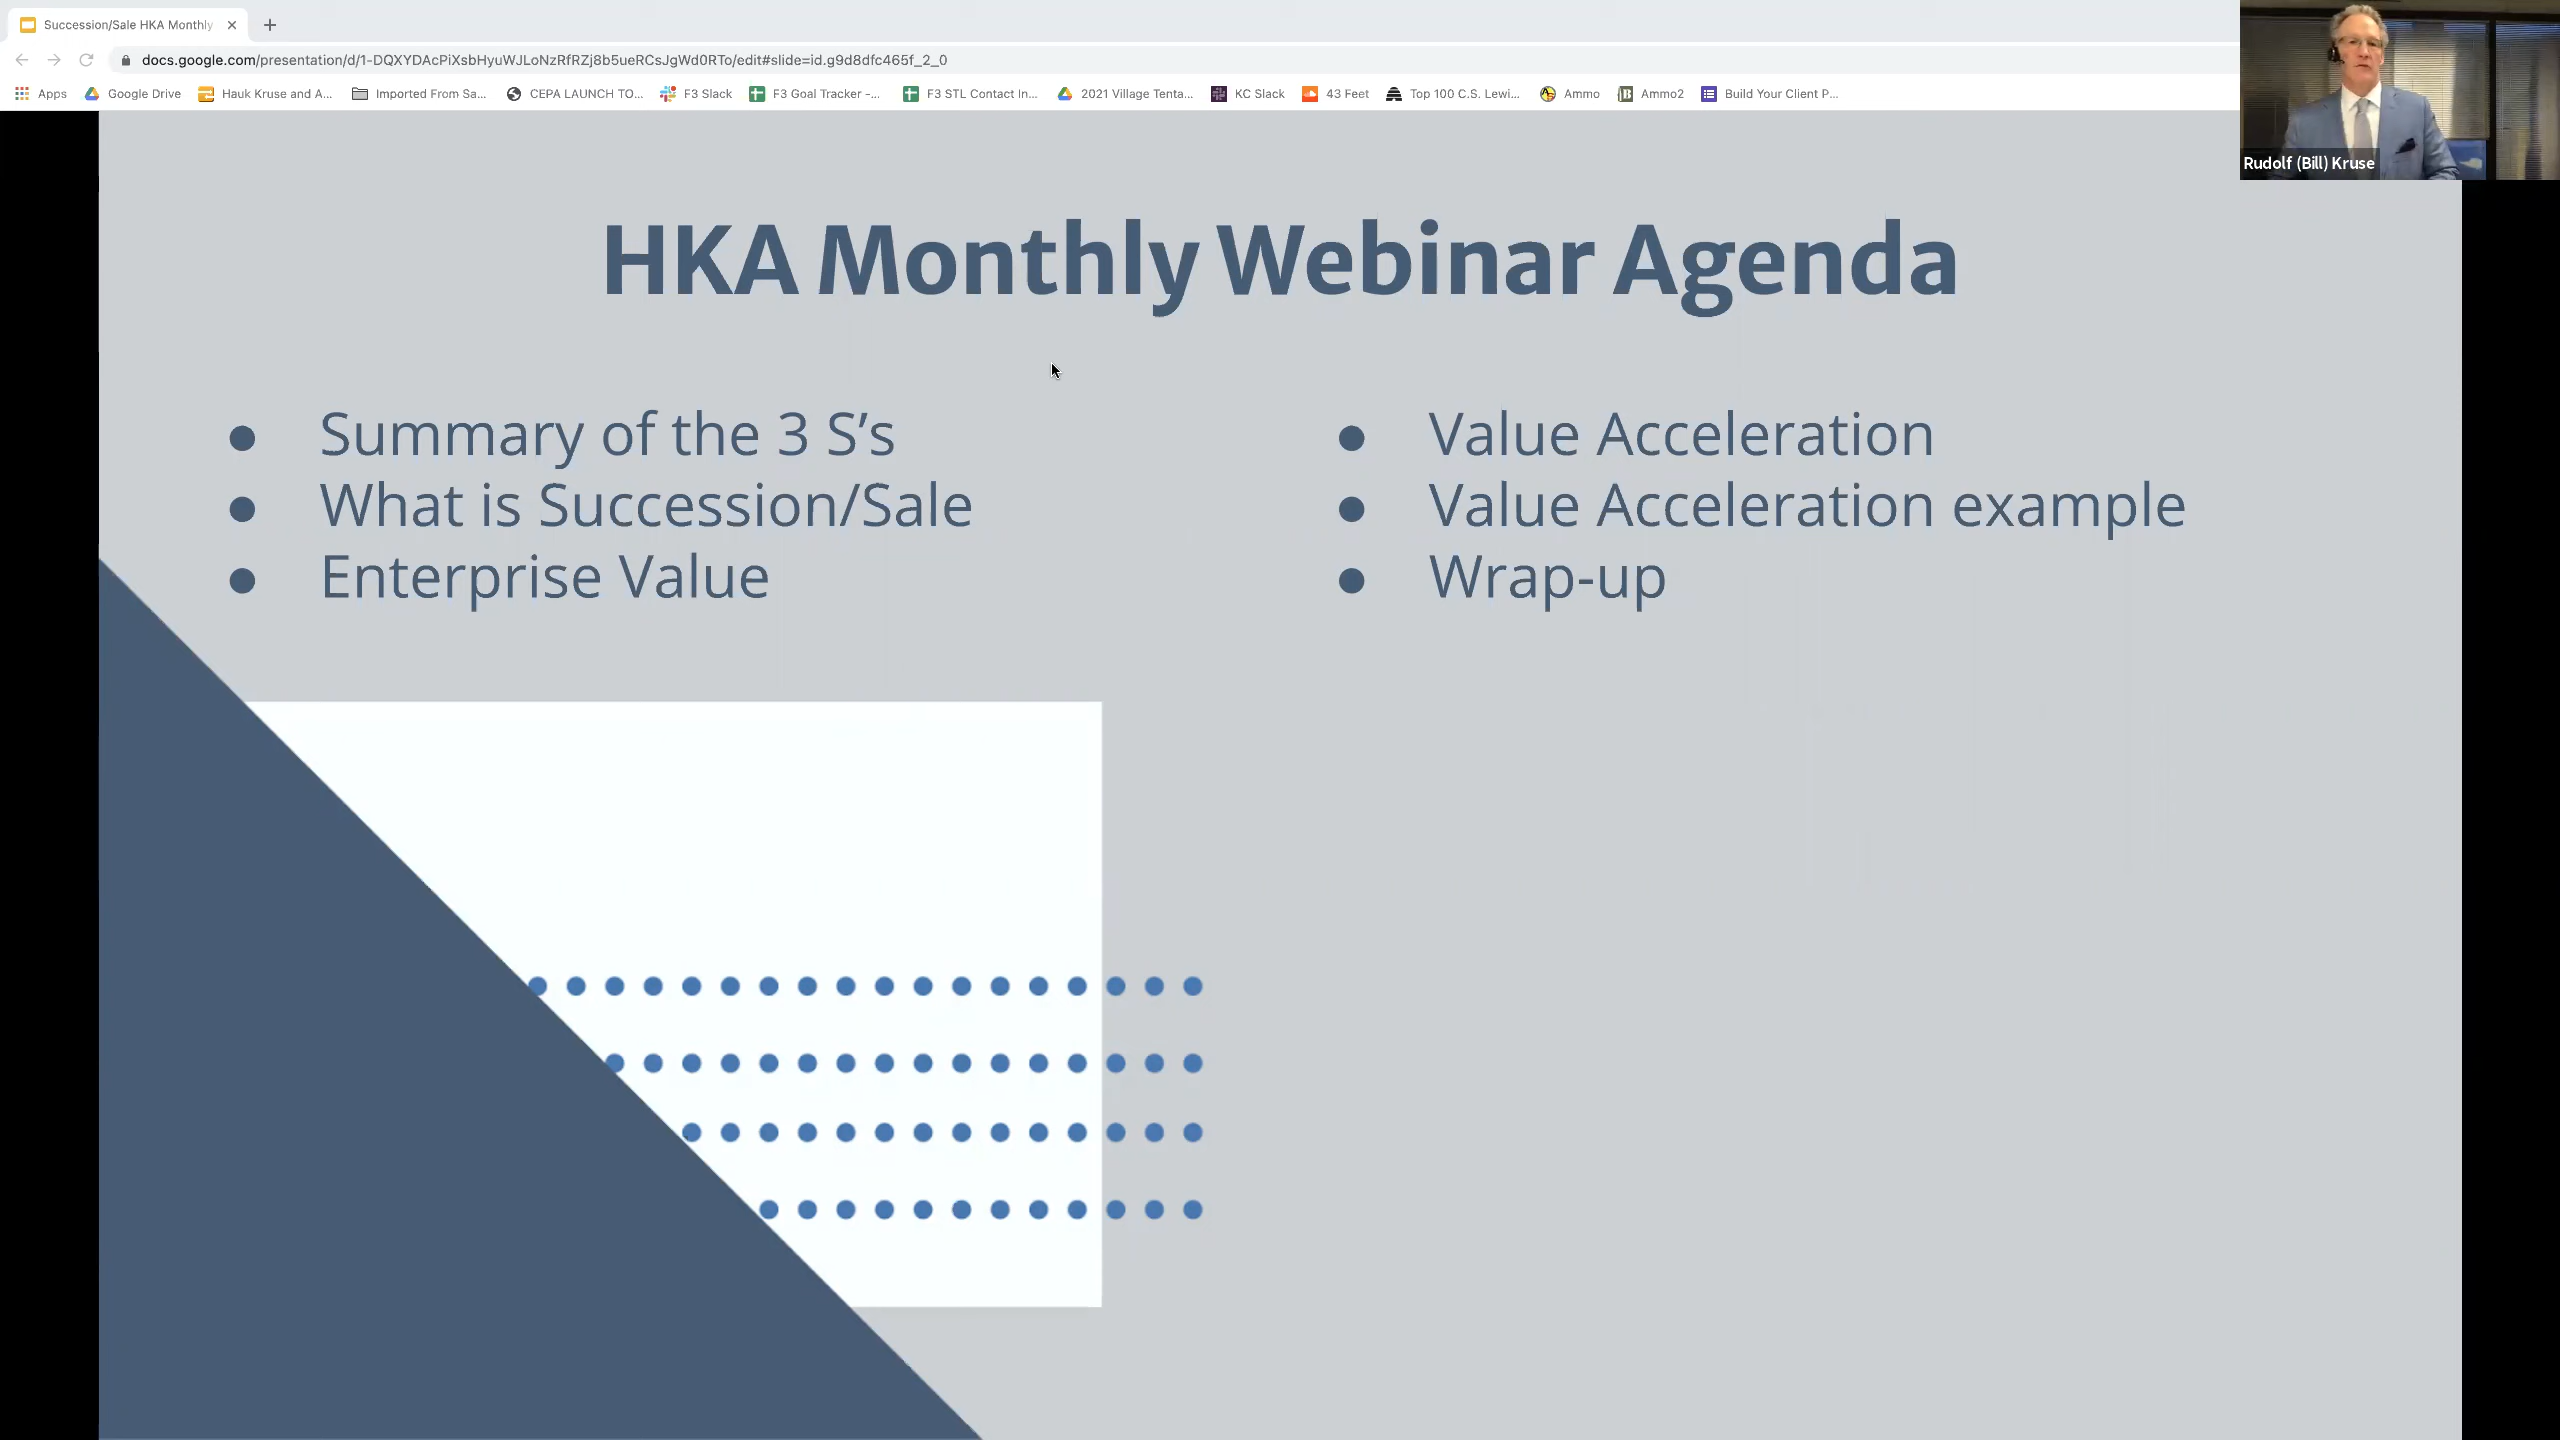 Succession/Sale HKA Monthly
docs.google.com/presentation/d/1-DQXYDAcPiXsbHyuWJLoNzRfRZj8b5ueRCsJgWd0RTo/edit#slide=id.g9d8dfc465f_2_0
Apps Google Drive Hauk Kruse and A... Imported From Sa... CEPA LAUNCH TO... F3 Slack F3 Goal Tracker -... F3 STL Contact In... 2021 Village Tenta... KC Slack 43 Feet Top 100 C.S. Lewi... Ammo Ammo2 Build Your Client P...
Rudolf (Bill) Kruse
HKA Monthly Webinar Agenda
● Summary of the 3 S’s
● What is Succession/Sale
● Enterprise Value
● Value Acceleration
● Value Acceleration example
● Wrap-up